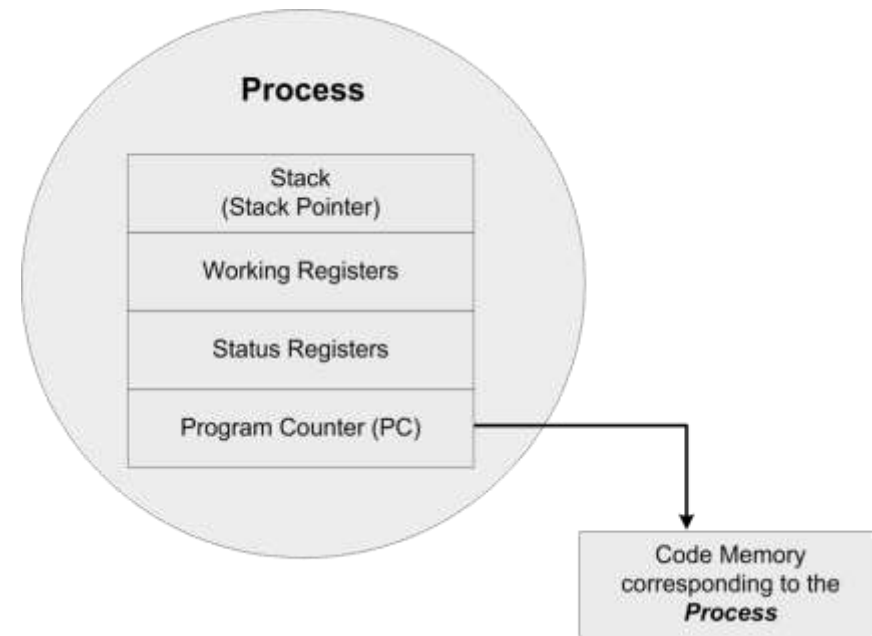 Process
Stack
(Stack Pointer)
Working Registers
Status Registers
Program Counter (PC)
Code Memory
corresponding to the
Process